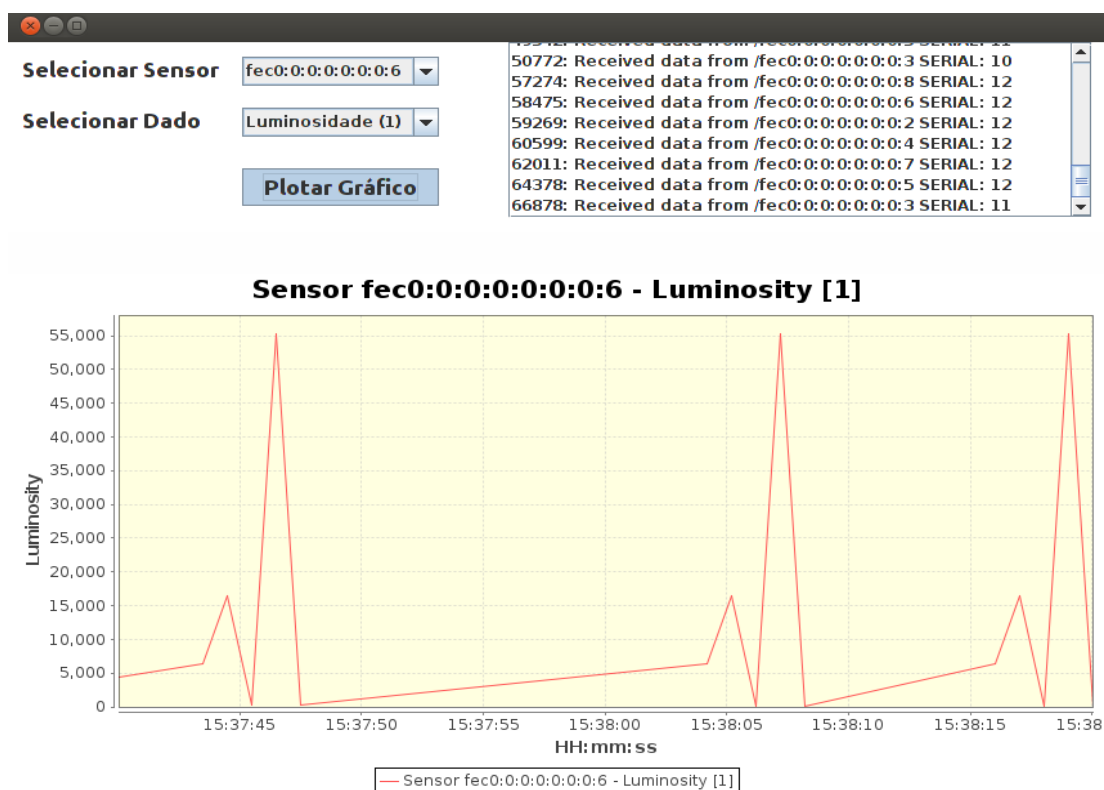 Selecionar Sensor
fec0:0:0:0:0:0:0:6
Selecionar Dado
Luminosidade (1)
Plotar Gráfico
50772: Received data from /fec0:0:0:0:0:0:0:3 SERIAL: 10
57274: Received data from /fec0:0:0:0:0:0:0:8 SERIAL: 12
58475: Received data from /fec0:0:0:0:0:0:0:6 SERIAL: 12
59269: Received data from /fec0:0:0:0:0:0:0:2 SERIAL: 12
60599: Received data from /fec0:0:0:0:0:0:0:4 SERIAL: 12
62011: Received data from /fec0:0:0:0:0:0:0:7 SERIAL: 12
64378: Received data from /fec0:0:0:0:0:0:0:5 SERIAL: 12
66878: Received data from /fec0:0:0:0:0:0:0:3 SERIAL: 11
Sensor fec0:0:0:0:0:0:0:6 - Luminosity [1]
55,000
50,000
45,000
40,000
35,000
30,000
25,000
20,000
15,000
10,000
5,000
0
Luminosity
15:37:45 15:37:50 15:37:55 15:38:00 15:38:05 15:38:10 15:38:15 15:38
HH:mm:ss
Sensor fec0:0:0:0:0:0:0:6 - Luminosity [1]